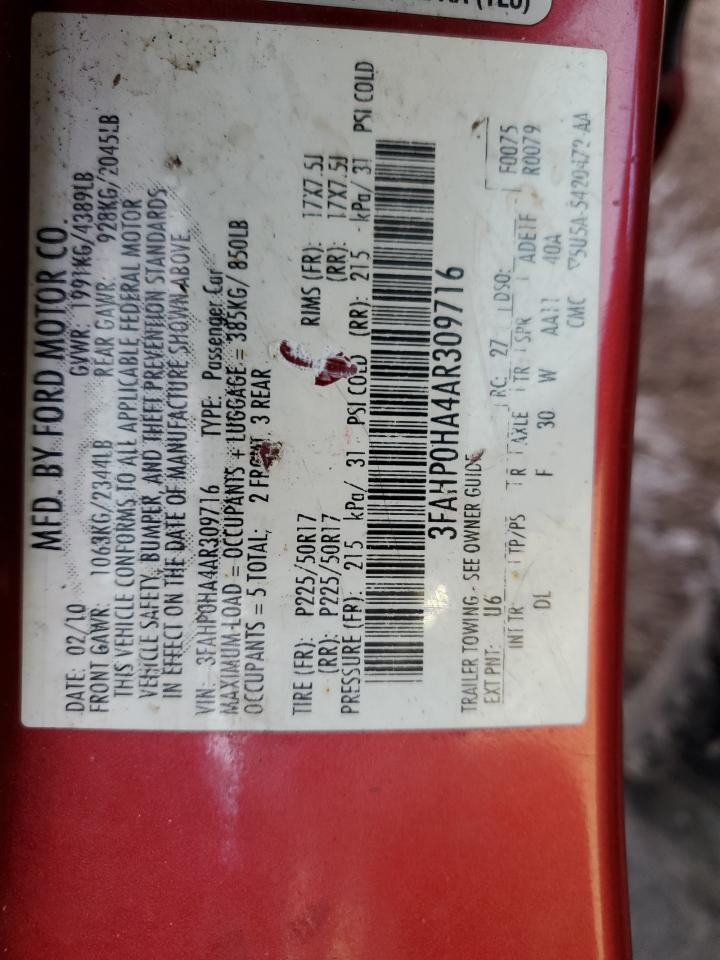 (TEU)
MFD. BY FORD MOTOR CO.
DATE: 02/10 GVWR: 1991KG/4389LB
FRONT GAWR: 1063KG/2344LB REAR GAWR: 928KG/2045LB
THIS VEHICLE CONFORMS TO ALL APPLICABLE FEDERAL MOTOR
VEHICLE SAFETY, BUMPER, AND THEFT PREVENTION STANDARDS
IN EFFECT ON THE DATE OF MANUFACTURE SHOWN ABOVE.
VIN: 3FAHP0HA4AR309716 TYPE: Passenger Car
MAXIMUM LOAD = OCCUPANTS + LUGGAGE = 385KG/ 850LB
OCCUPANTS = 5 TOTAL: 2 FRONT, 3 REAR
TIRE (FR): P225/50R17 RIMS (FR): 17X7.5J
(RR): P225/50R17 (RR): 17X7.5J
PRESSURE (FR): 215 kPa/ 31 PSI COLD (RR): 215 kPa/ 31 PSI COLD
3FAHP0HA4AR309716
TRAILER TOWING - SEE OWNER GUIDE
EXT PNT: U6 RC: 27 DSO: F0075
INT TR TP/PS R AXLE TR SPR ADEIF R0079
DL F 30 W AA11 40A
CMC 5U5A-5420472-AA